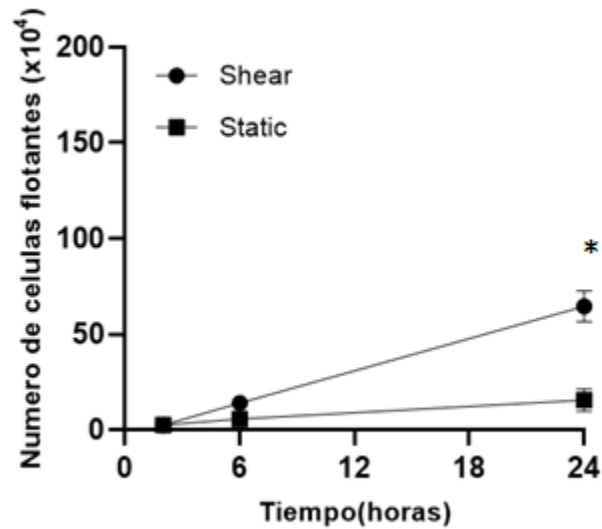 Numero de celulas flotantes (x10⁴)
200
150
100
50
0
Shear
Static
*
0 6 12 18 24
Tiempo(horas)